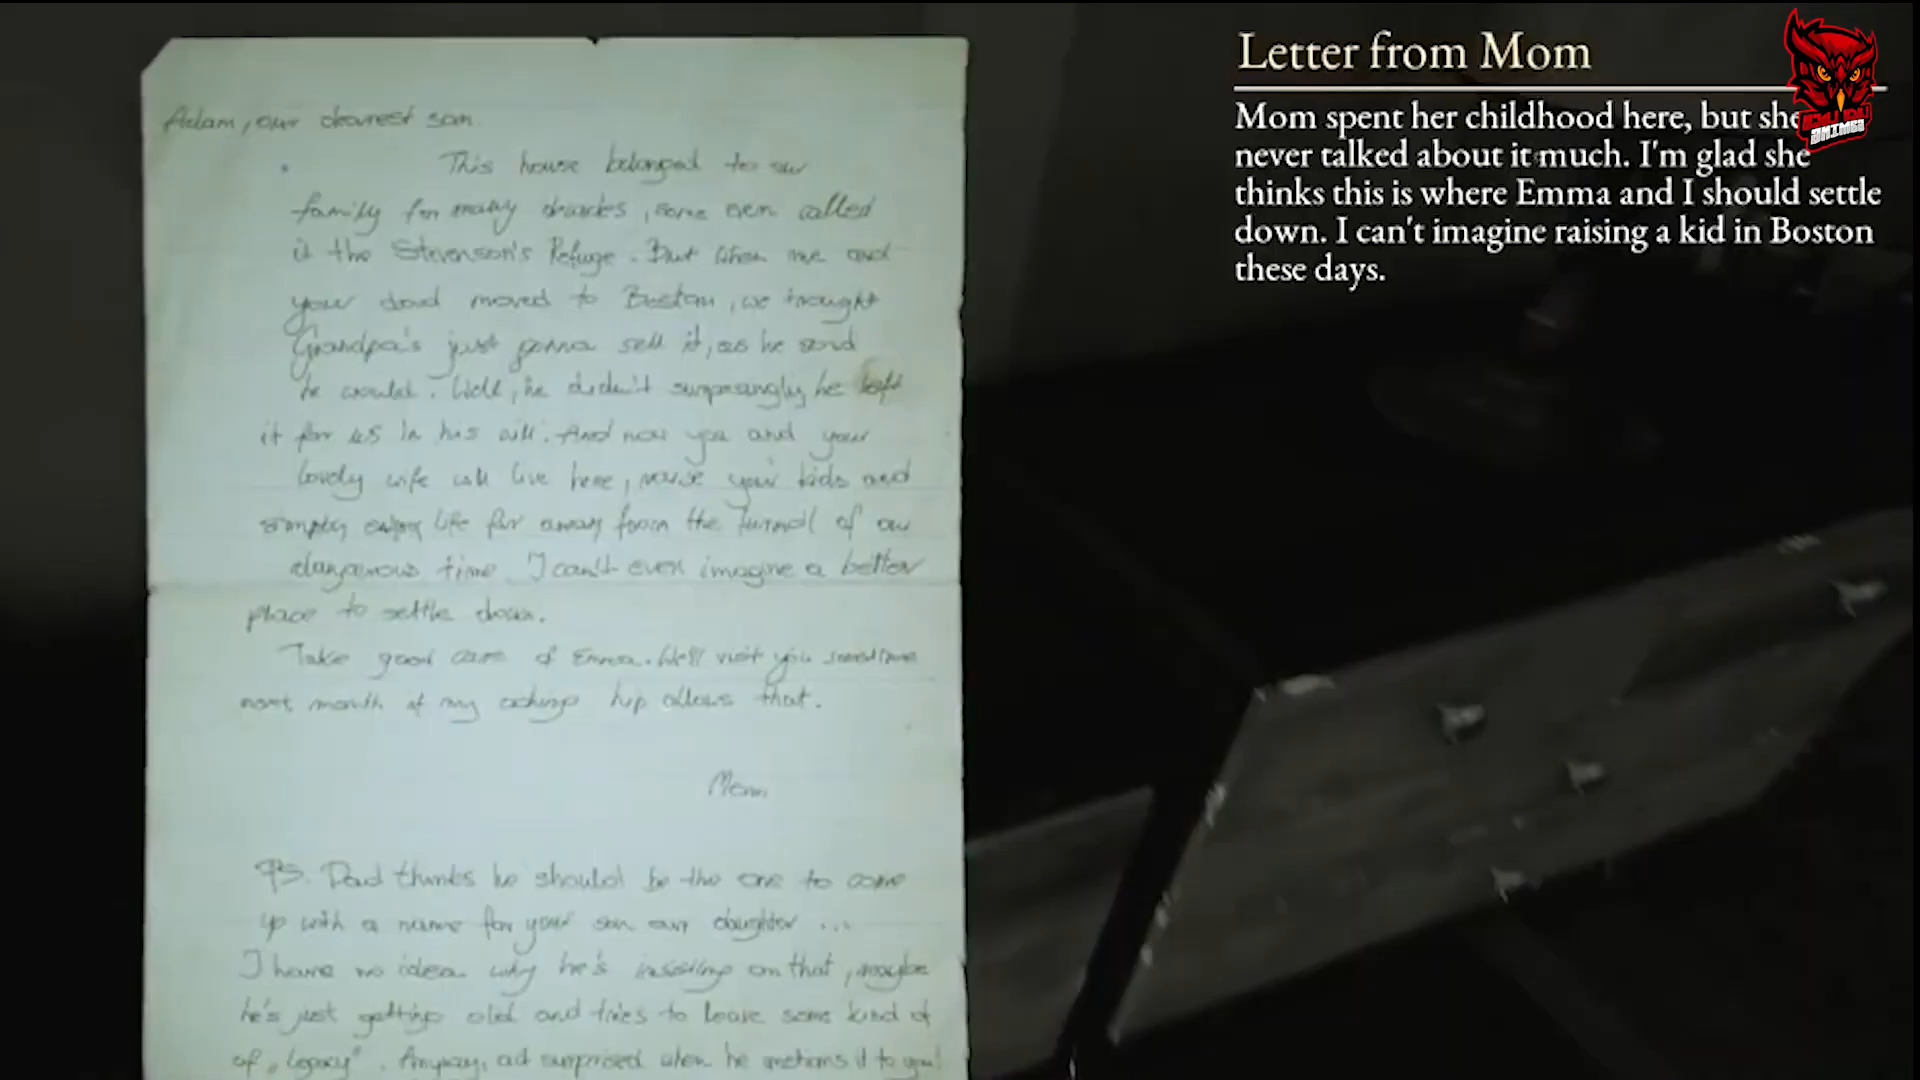 Adam, our dearest son
This house belonged to our
family for many decades, some even called
it the Stevenson's Refuge. But when me and
your dad moved to Boston, we thought
Grandpa's just gonna sell it, as he said
he would. Well, he didn't surprisingly he left
it for us in his will. And now you and your
lovely wife will live here, raise your kids and
simply enjoy life far away from the turmoil of our
dangerous time. I can't even imagine a better
place to settle down.
Take good care of Emma. We'll visit you sometime
next month if my aching hip allows that.
Mom
PS. Dad thinks he should be the one to come
up with a name for your son our daughter ...
I have no idea why he's insisting on that, maybe
he's just getting old and tries to leave some kind of
of „legacy". Anyway, act surprised when he mentions it to you!
Letter from Mom
Mom spent her childhood here, but she
never talked about it much. I'm glad she
thinks this is where Emma and I should settle
down. I can't imagine raising a kid in Boston
these days.